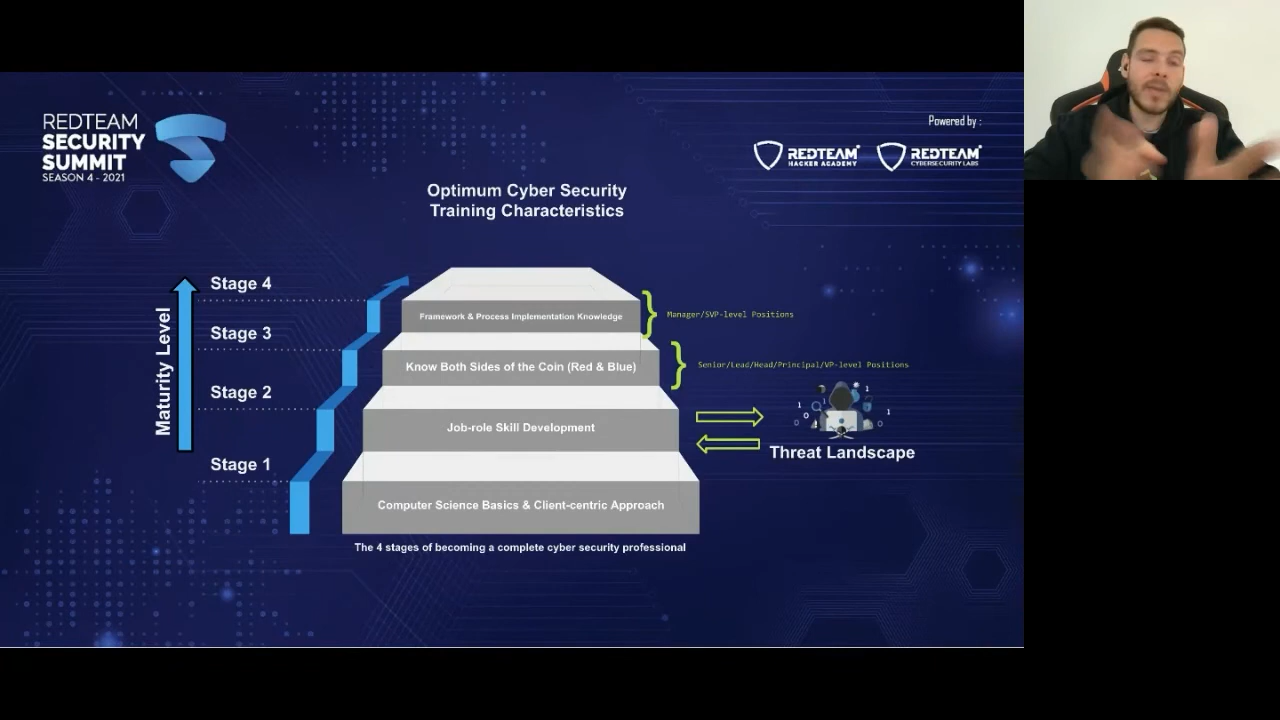 REDTEAM
SECURITY
SUMMIT
SEASON 4 - 2021
Powered by :
REDTEAM
HACKER ACADEMY
REDTEAM
CYBERSECURITY LABS
Optimum Cyber Security
Training Characteristics
Maturity Level
Stage 4
Stage 3
Stage 2
Stage 1
Framework & Process Implementation Knowledge
Manager/SVP-level Positions
Know Both Sides of the Coin (Red & Blue)
Senior/Lead/Head/Principal/VP-level Positions
Job-role Skill Development
Threat Landscape
Computer Science Basics & Client-centric Approach
The 4 stages of becoming a complete cyber security professional